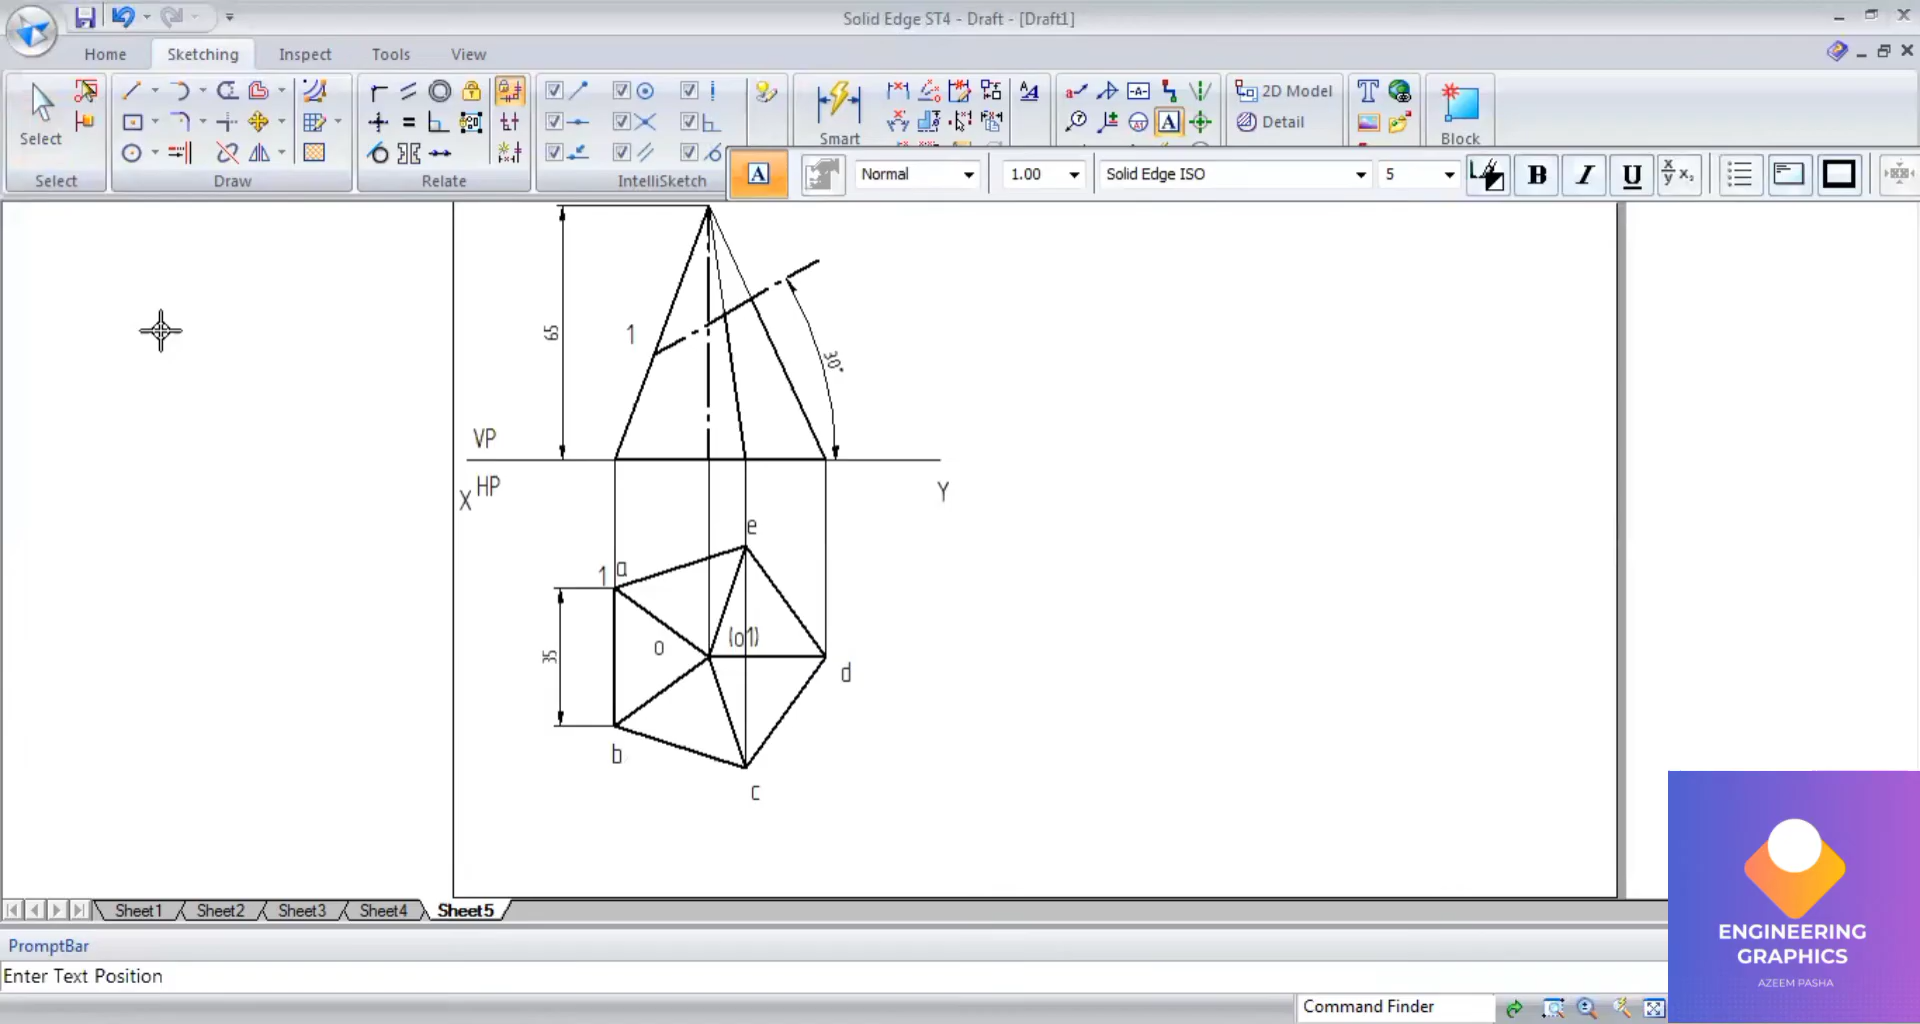 Solid Edge ST4 - Draft - [Draft1]
Home Sketching Inspect Tools View
2D Model
Detail
A
Select
Smart
Block
Select Draw Relate IntelliSketch
A Normal 1.00 Solid Edge ISO 5 B I U
65
1
30°
VP
HP
X
Y
e
1 a
(o1)
o
35
d
b
c
Sheet1 Sheet2 Sheet3 Sheet4 Sheet5
PromptBar
Enter Text Position
Command Finder
ENGINEERING
GRAPHICS
AZEEM PASHA